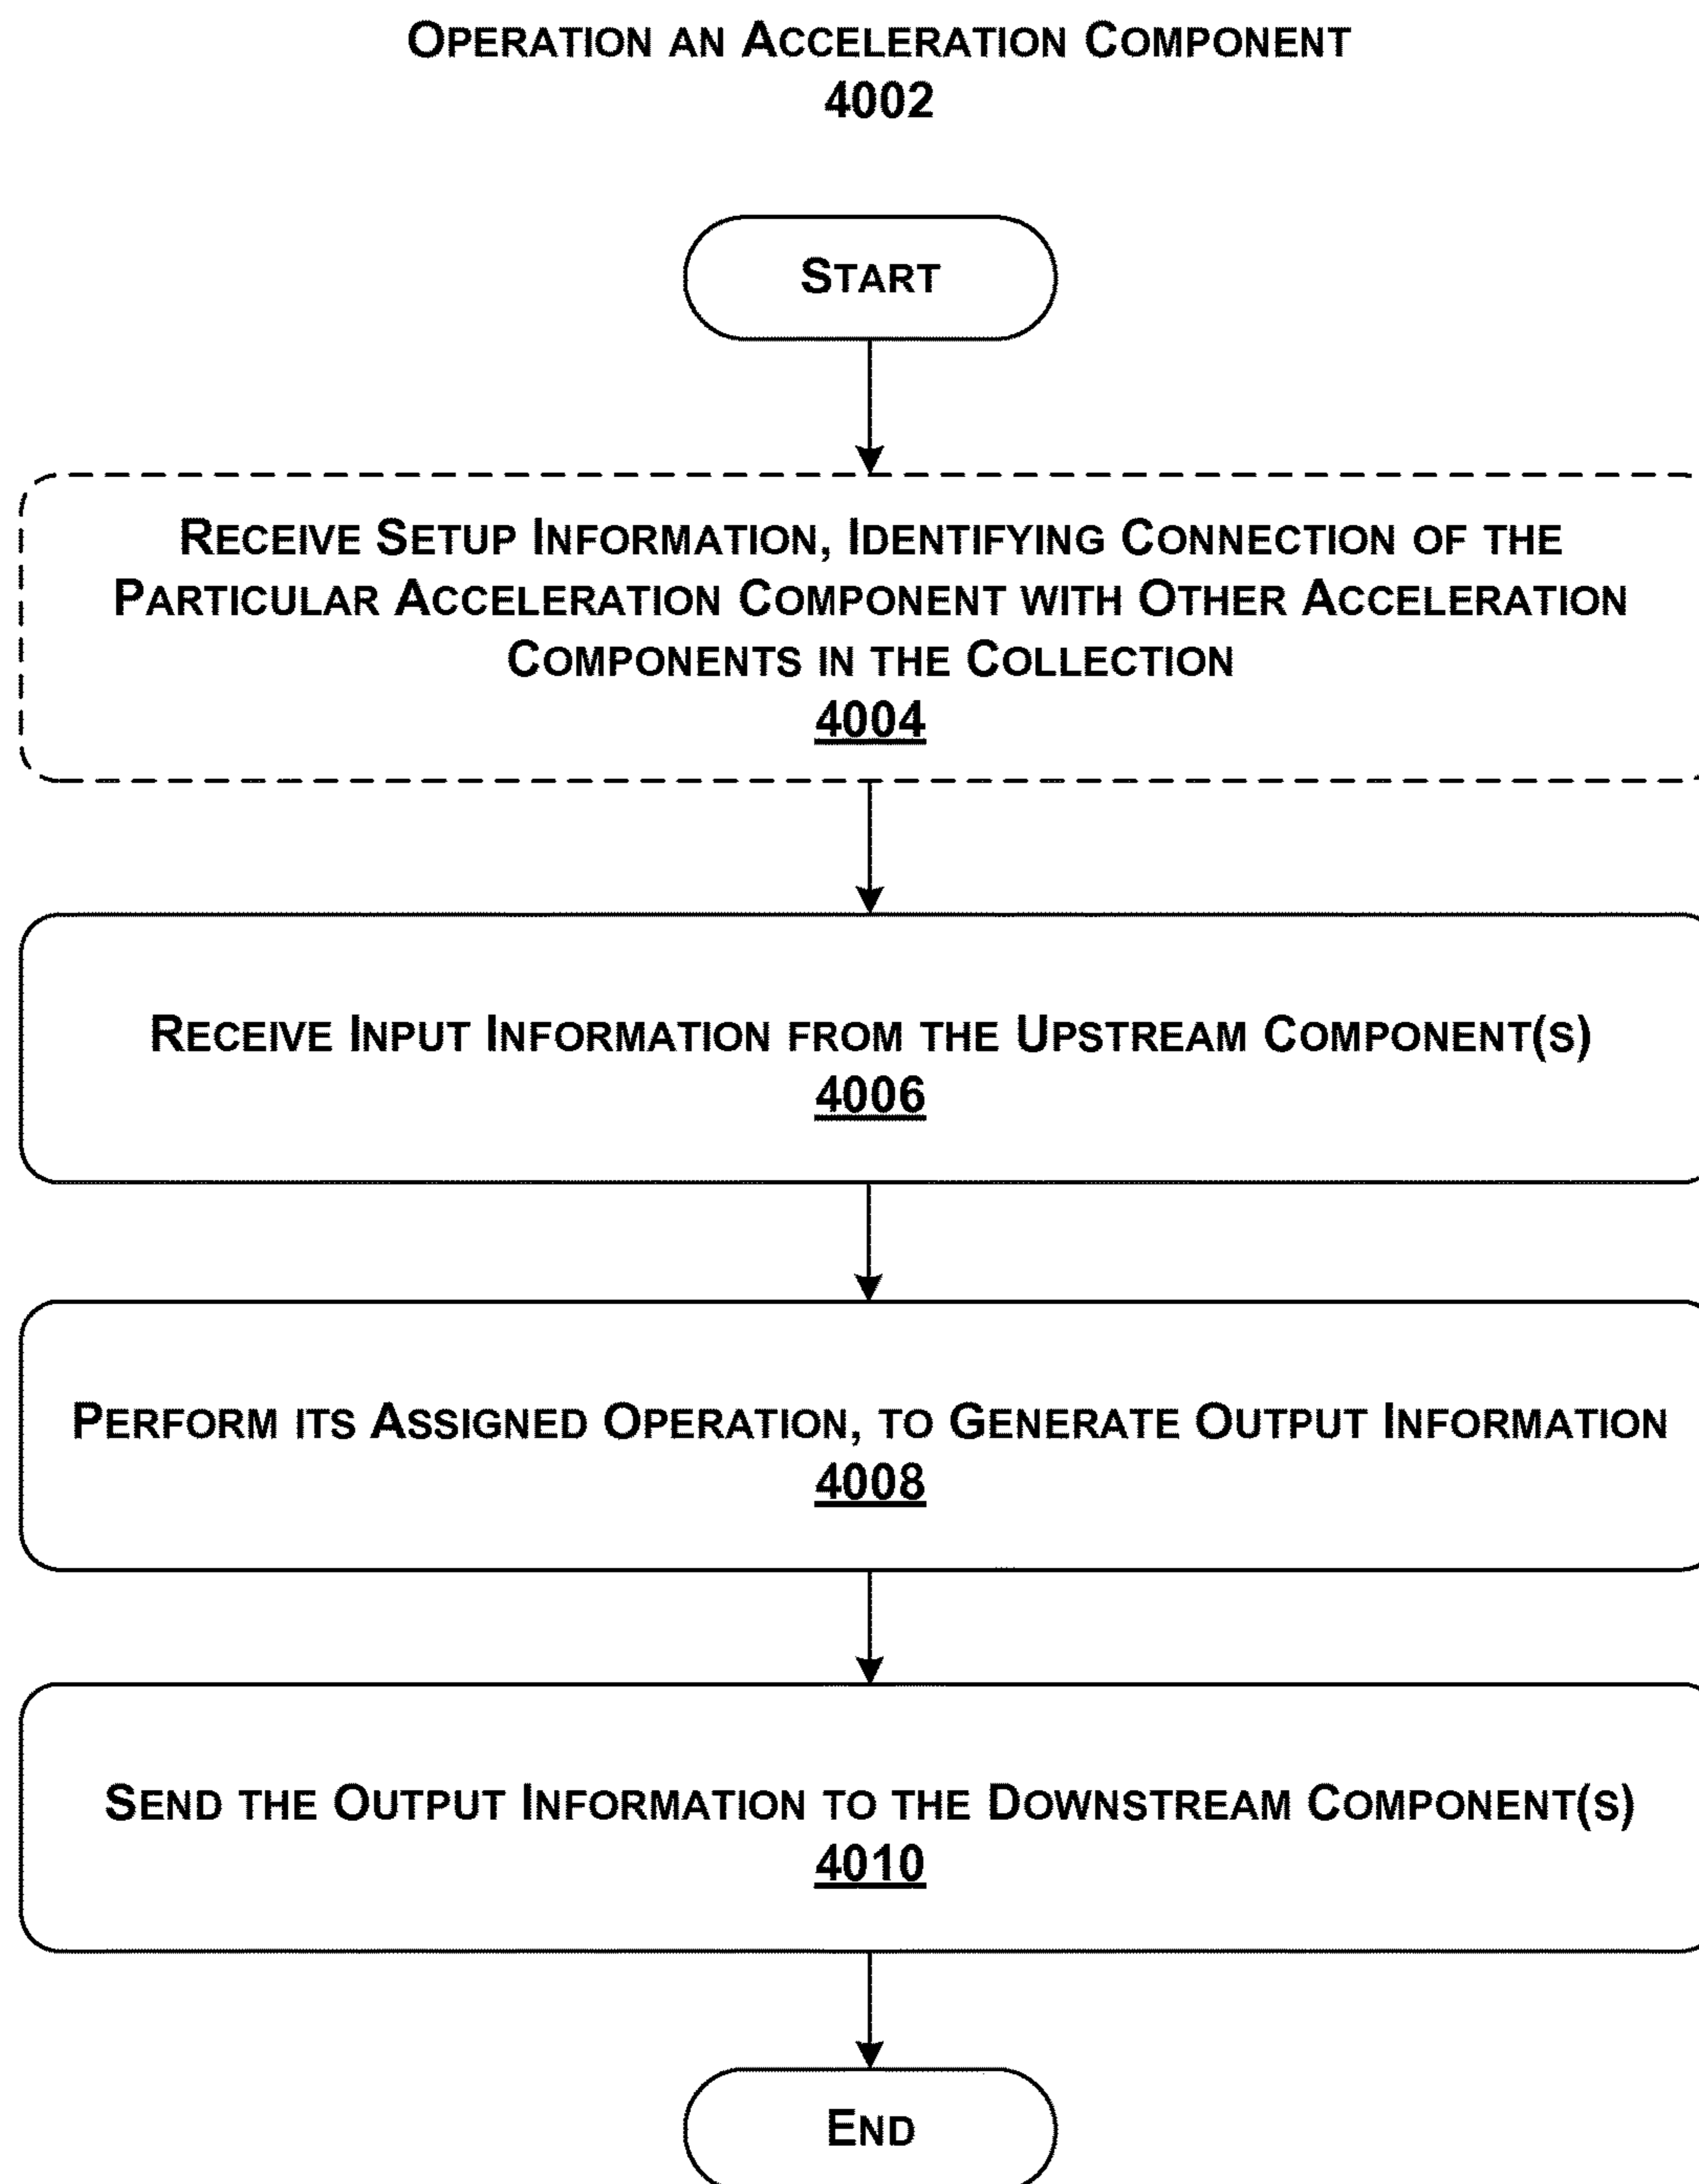 OPERATION AN ACCELERATION COMPONENT
4002
START
RECEIVE SETUP INFORMATION, IDENTIFYING CONNECTION OF THE
PARTICULAR ACCELERATION COMPONENT WITH OTHER ACCELERATION
COMPONENTS IN THE COLLECTION
4004
RECEIVE INPUT INFORMATION FROM THE UPSTREAM COMPONENT(S)
4006
PERFORM ITS ASSIGNED OPERATION, TO GENERATE OUTPUT INFORMATION
4008
SEND THE OUTPUT INFORMATION TO THE DOWNSTREAM COMPONENT(S)
4010
END